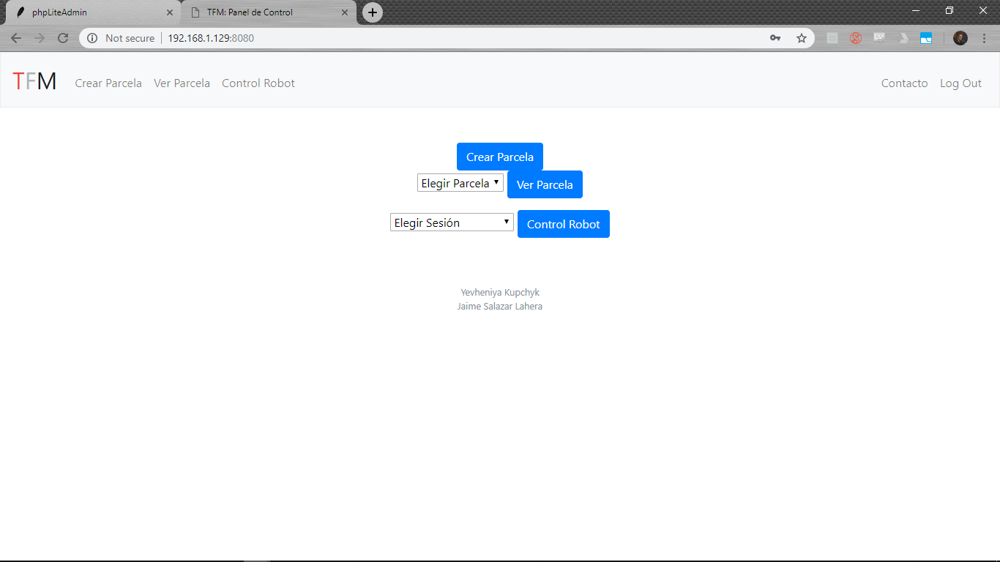 phpLiteAdmin
TFM: Panel de Control
Not secure 192.168.1.129:8080
TFM Crear Parcela Ver Parcela Control Robot Contacto Log Out
Crear Parcela
Elegir Parcela Ver Parcela
Elegir Sesión Control Robot
Yevheniya Kupchyk
Jaime Salazar Lahera